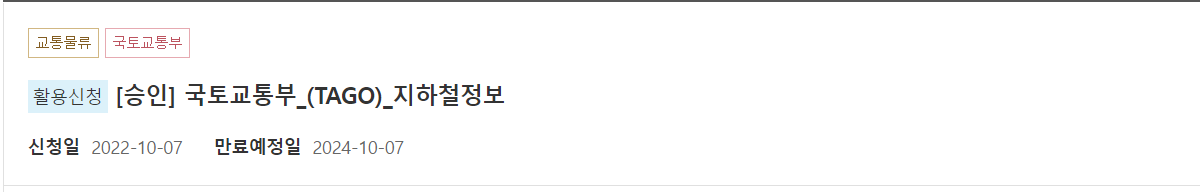 교통물류 국토교통부
활용신청 [승인] 국토교통부_(TAGO)_지하철정보
신청일 2022-10-07 만료예정일 2024-10-07